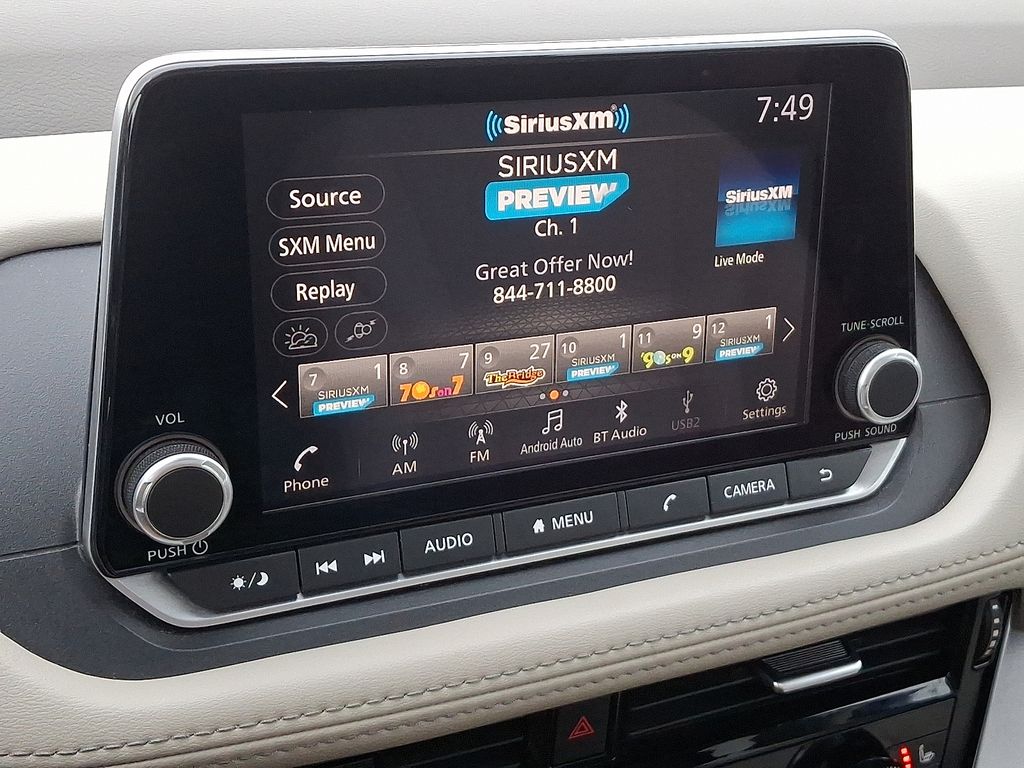 SiriusXM
7:49
SIRIUSXM
PREVIEW
Ch. 1
Great Offer Now!
844-711-8800
SiriusXM
Live Mode
Source
SXM Menu
Replay
7 1
SIRIUSXM
PREVIEW
8 7
70s on 7
9 27
The Bridge
10 1
SIRIUSXM
PREVIEW
11 9
'90s ON 9
12 1
SIRIUSXM
PREVIEW
Phone
AM
FM
Android Auto
BT Audio
USB2
Settings
VOL
PUSH
TUNE·SCROLL
PUSH SOUND
AUDIO
MENU
CAMERA